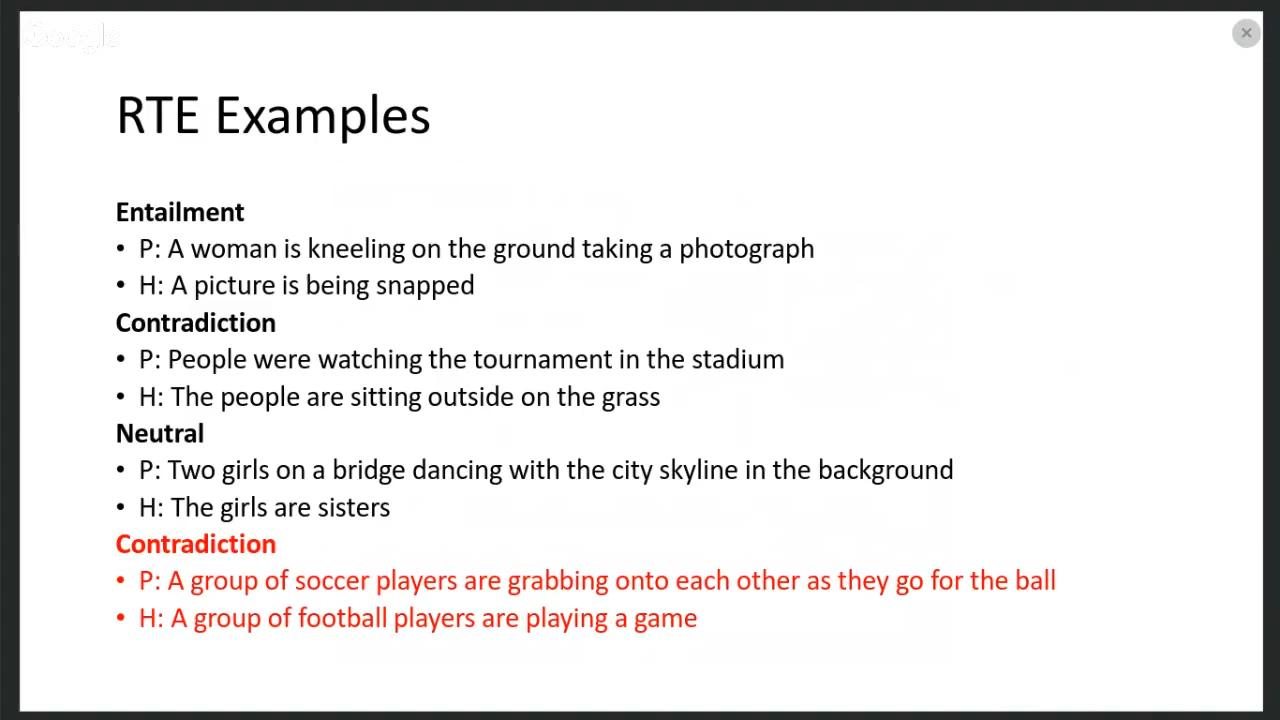 Google
RTE Examples
Entailment
• P: A woman is kneeling on the ground taking a photograph
• H: A picture is being snapped
Contradiction
• P: People were watching the tournament in the stadium
• H: The people are sitting outside on the grass
Neutral
• P: Two girls on a bridge dancing with the city skyline in the background
• H: The girls are sisters
Contradiction
• P: A group of soccer players are grabbing onto each other as they go for the ball
• H: A group of football players are playing a game